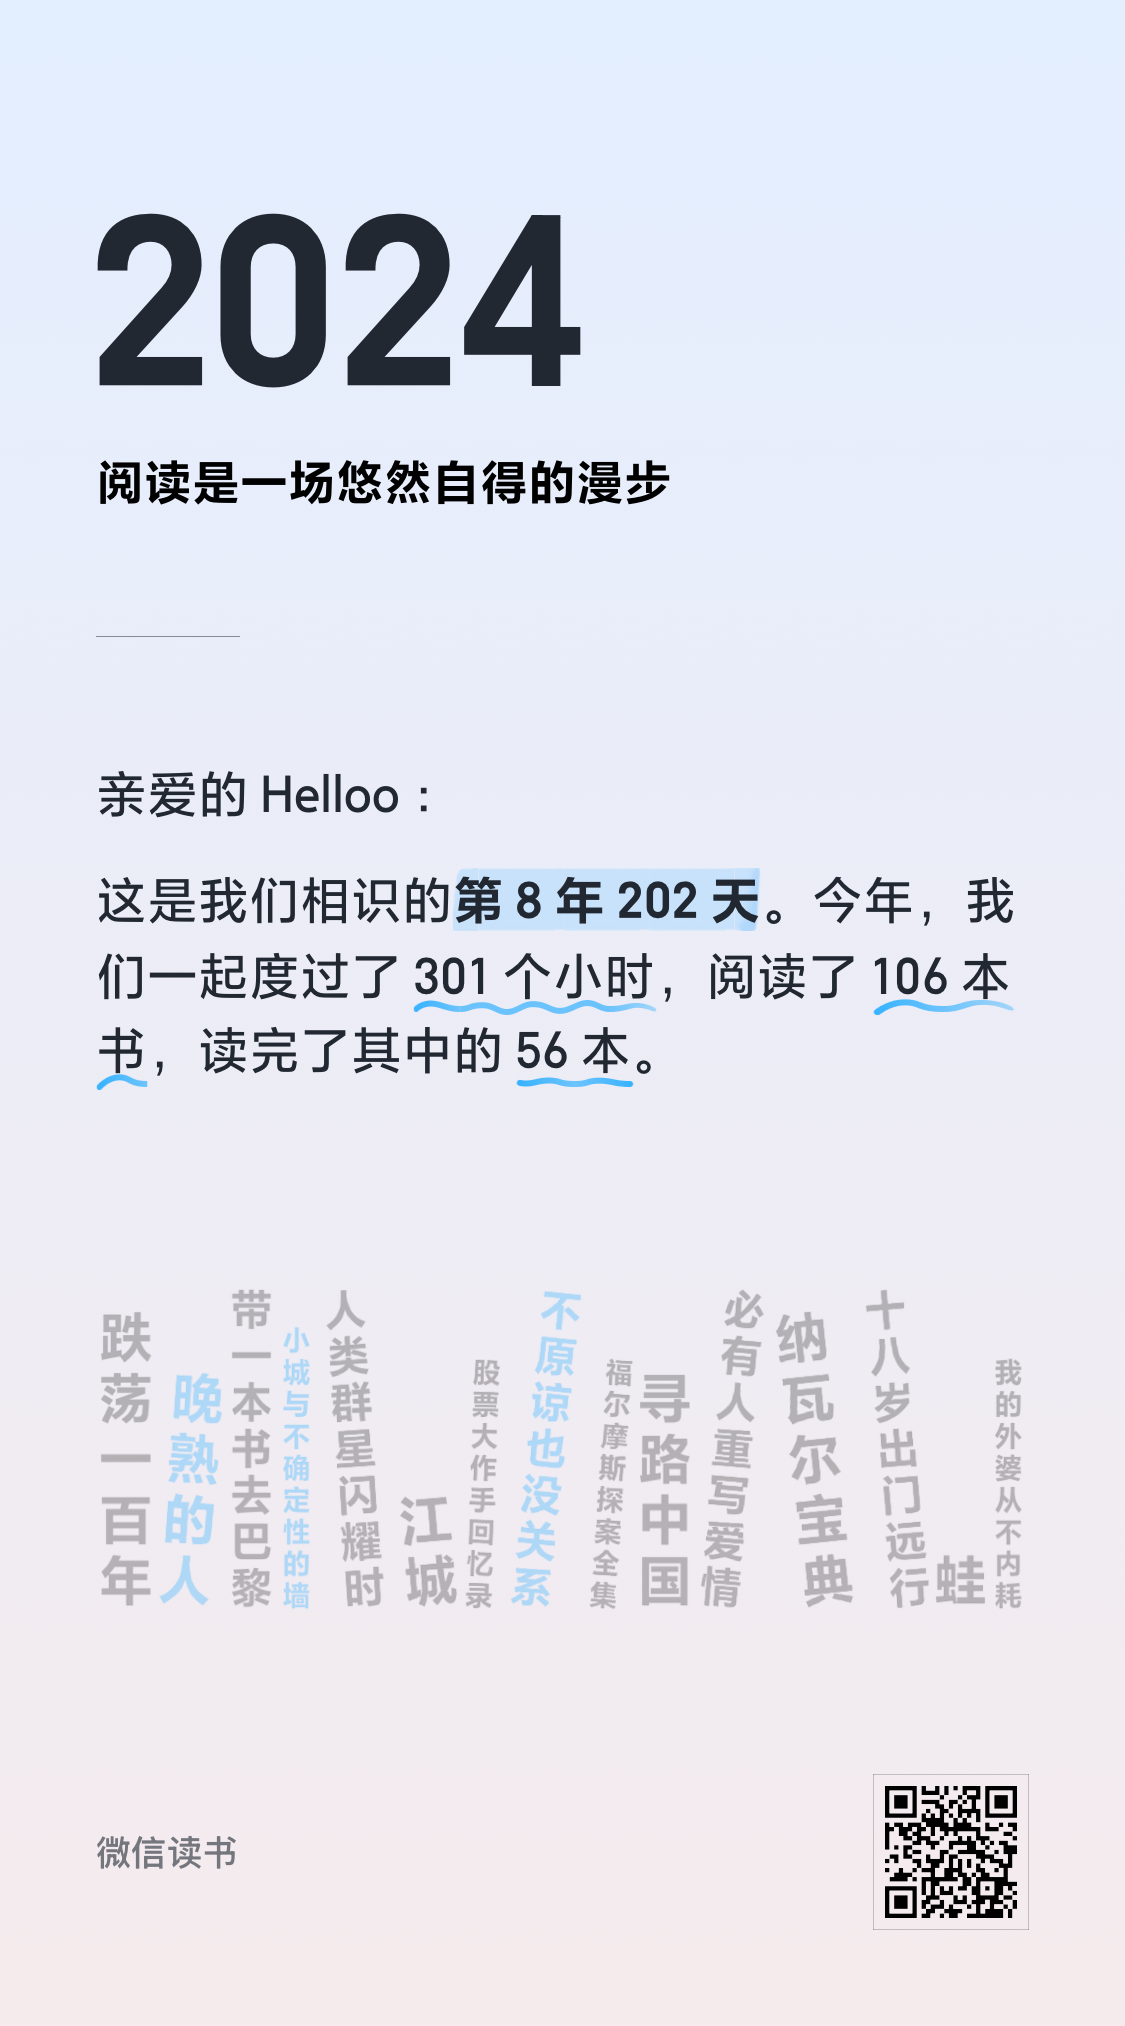 2024
阅读是一场悠然自得的漫步
亲爱的 Helloo：
这是我们相识的第 8 年 202 天。今年，我
们一起度过了 301 个小时，阅读了 106 本
书，读完了其中的 56 本。
跌荡一百年
晚熟的人
带一本书去巴黎
小城与不确定性的墙
人类群星闪耀时
江城
股票大作手回忆录
不原谅也没关系
福尔摩斯探案全集
寻路中国
必有人重写爱情
纳瓦尔宝典
十八岁出门远行
蛙
我的外婆从不内耗
微信读书